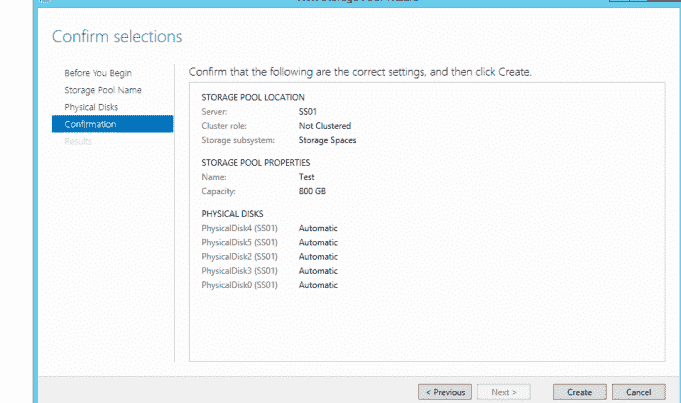 Confirm selections
Before You Begin
Storage Pool Name
Physical Disks
Confirmation
Results
Confirm that the following are the correct settings, and then click Create.
STORAGE POOL LOCATION
Server: SS01
Cluster role: Not Clustered
Storage subsystem: Storage Spaces
STORAGE POOL PROPERTIES
Name: Test
Capacity: 800 GB
PHYSICAL DISKS
PhysicalDisk4 (SS01) Automatic
PhysicalDisk5 (SS01) Automatic
PhysicalDisk2 (SS01) Automatic
PhysicalDisk3 (SS01) Automatic
PhysicalDisk0 (SS01) Automatic
< Previous Next > Create Cancel